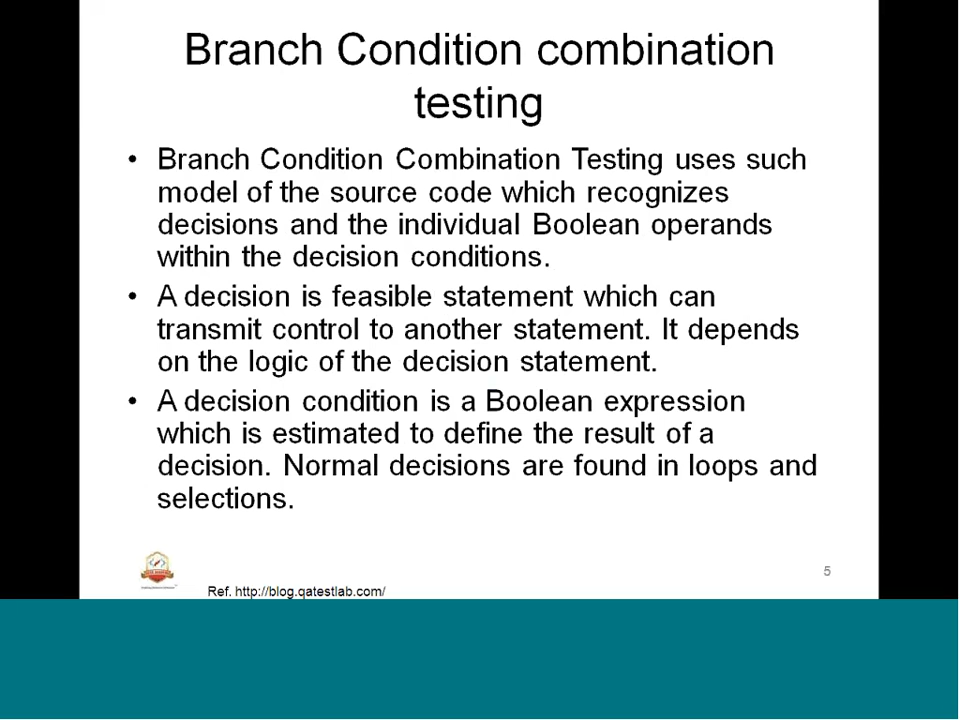 Branch Condition combination
testing
• Branch Condition Combination Testing uses such
model of the source code which recognizes
decisions and the individual Boolean operands
within the decision conditions.
• A decision is feasible statement which can
transmit control to another statement. It depends
on the logic of the decision statement.
• A decision condition is a Boolean expression
which is estimated to define the result of a
decision. Normal decisions are found in loops and
selections.
5
Ref. http://blog.qatestlab.com/